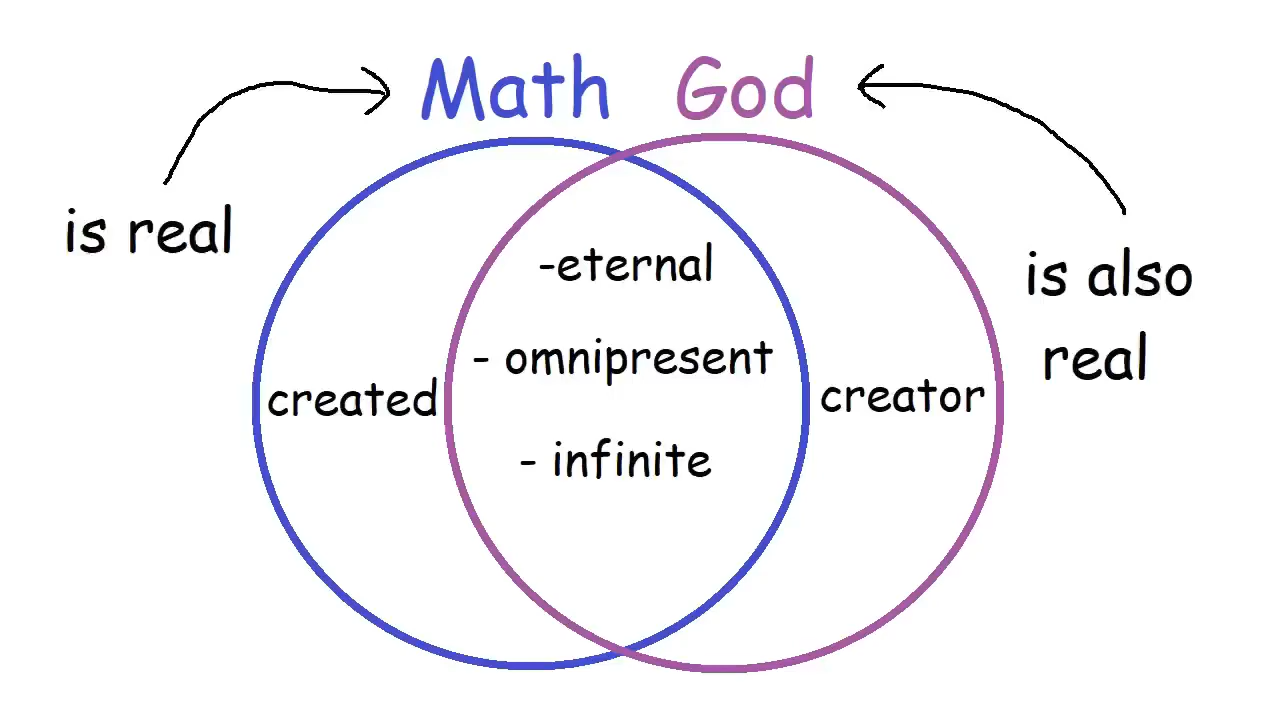 Math God
is real
is also
real
-eternal
- omnipresent
created
creator
- infinite